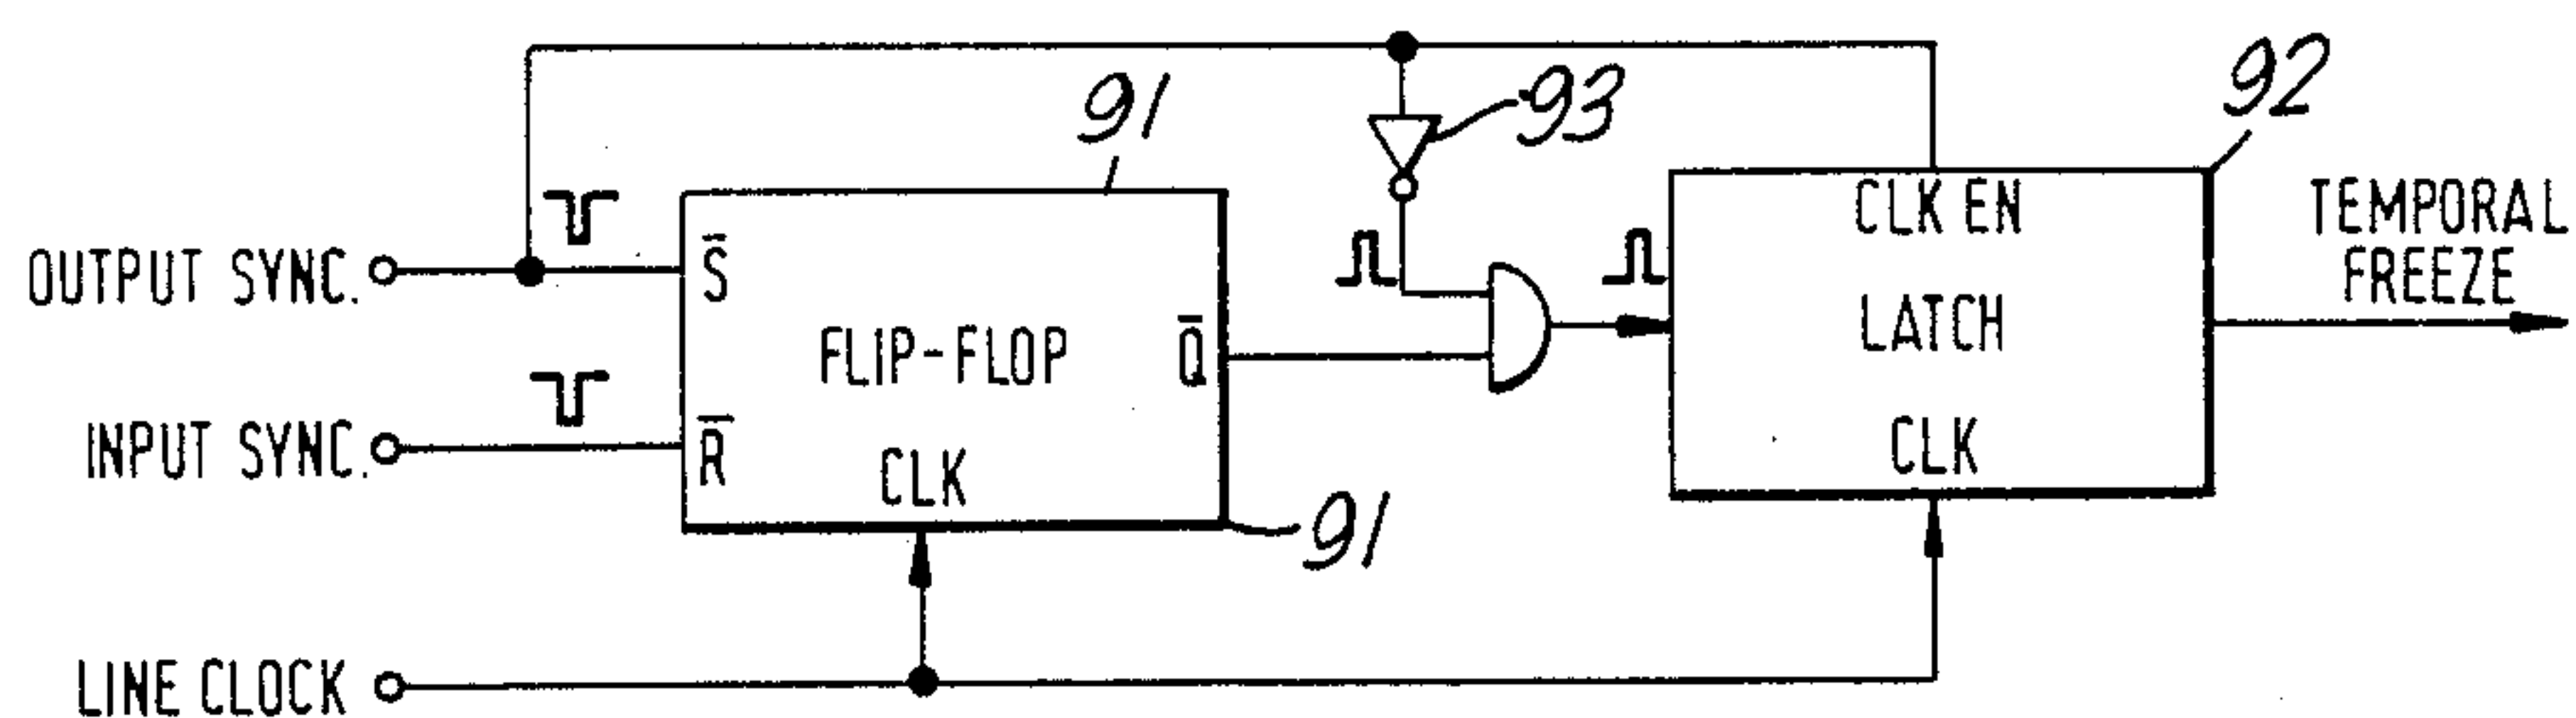 91
93
92
OUTPUT SYNC.
S̅
CLK EN
TEMPORAL
FREEZE
FLIP-FLOP
Q̅
LATCH
INPUT SYNC.
R̅
CLK
CLK
91
LINE CLOCK